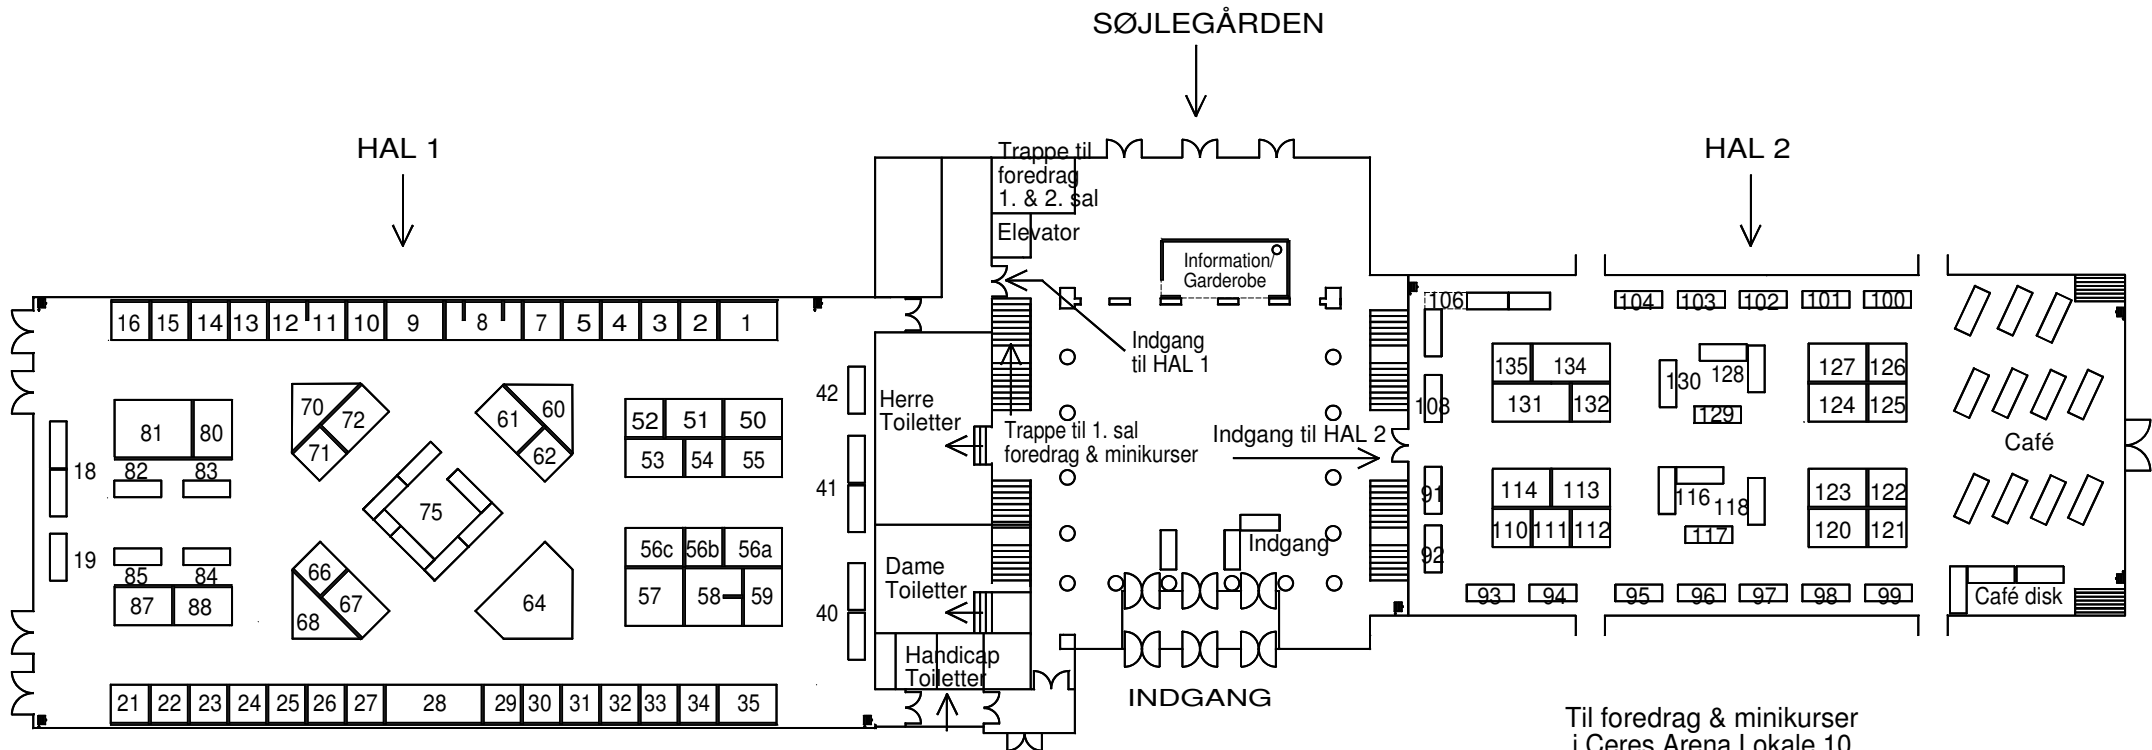 SØJLEGÅRDEN
HAL 1
HAL 2
Trappe til
foredrag
1. & 2. sal
Elevator
Information/
Garderobe
Indgang
til HAL 1
16 15 14 13 12 11 10 9 8 7 5 4 3 2 1
106 104 103 102 101 100
42
Herre
Toiletter
Trappe til 1. sal
foredrag & minikurser
Indgang til HAL 2
108
81 80
82 83
18
70 72
71
61 60
62
52 51 50
53 54 55
135 134
131 132
130 128
129
127 126
124 125
Café
75
41
91
92
114 113
110 111 112
116 118
117
123 122
120 121
19
85 84
87 88
66
67
68
64
56c 56b 56a
57 58 59
40
Dame
Toiletter
Indgang
93 94 95 96 97 98 99
Café disk
Handicap
Toiletter
21 22 23 24 25 26 27 28 29 30 31 32 33 34 35
INDGANG
Til foredrag & minikurser
i Ceres Arena Lokale 10